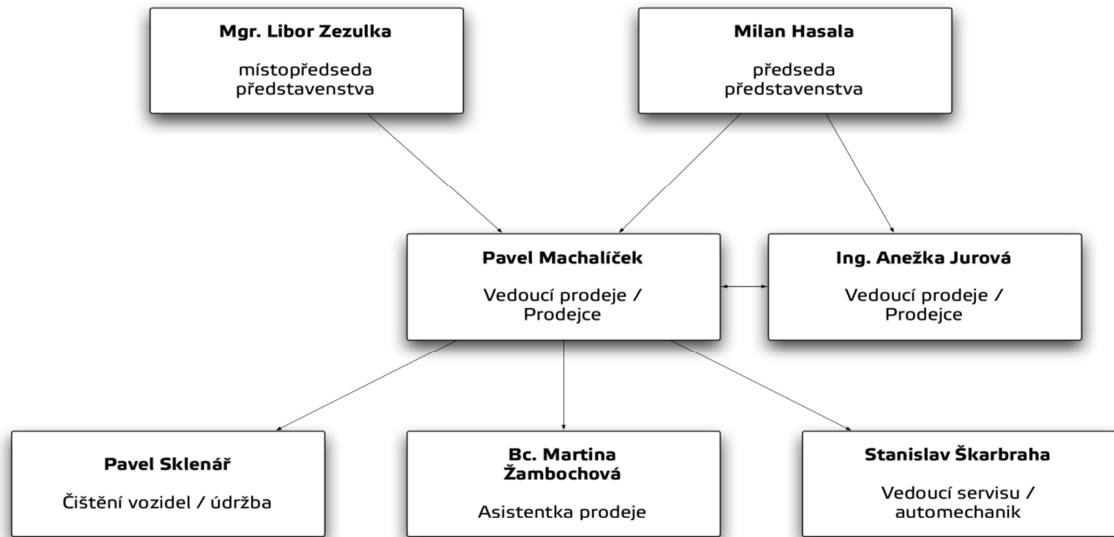 Mgr. Libor Zezulka
místopředseda
představenstva
Milan Hasala
předseda
představenstva
Pavel Machalíček
Vedoucí prodeje /
Prodejce
Ing. Anežka Jurová
Vedoucí prodeje /
Prodejce
Pavel Sklenář
Čištění vozidel / údržba
Bc. Martina
Žambochová
Asistentka prodeje
Stanislav Škarbraha
Vedoucí servisu /
automechanik